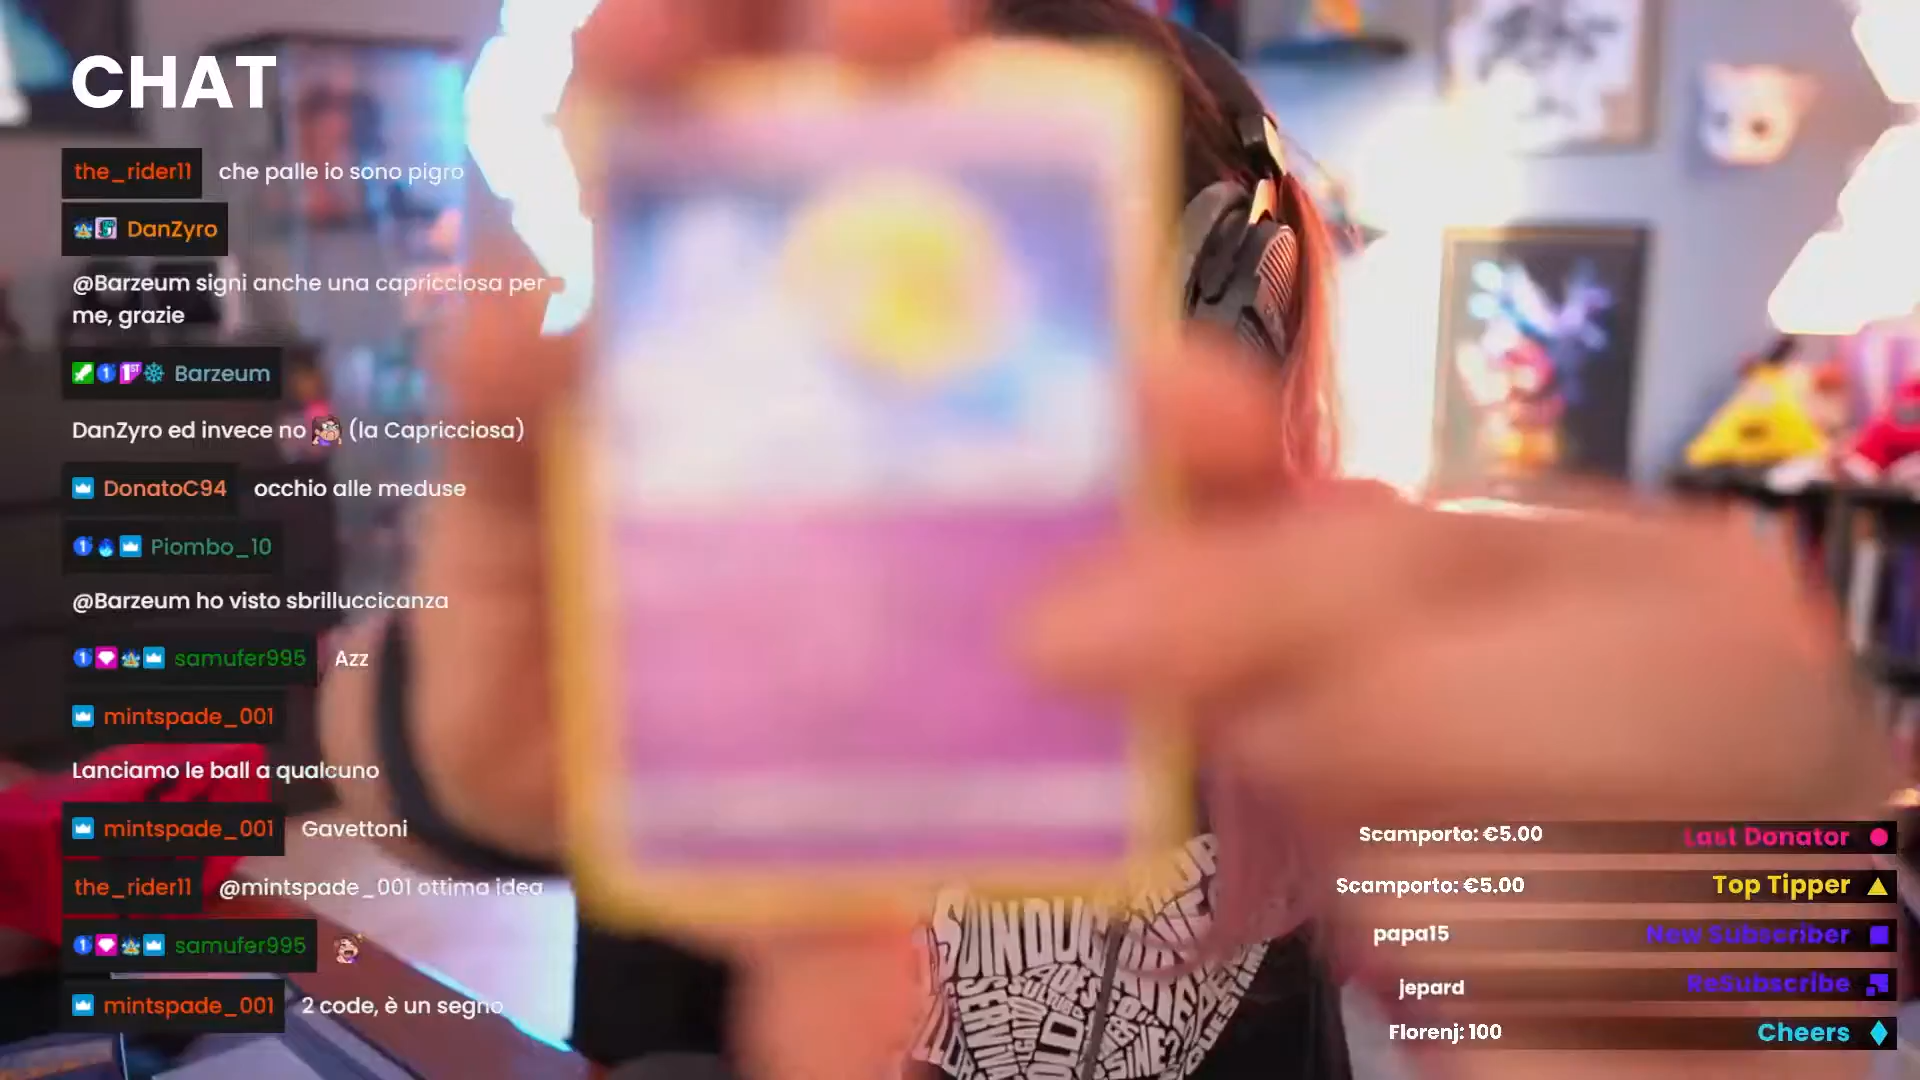 CHAT
the_rider11 che palle io sono pigro
DanZyro
@Barzeum signi anche una capricciosa per
me, grazie
Barzeum
DanZyro ed invece no (la Capricciosa)
DonatoC94 occhio alle meduse
Piombo_10
@Barzeum ho visto sbrilluccicanza
samufer995 Azz
mintspade_001
Lanciamo le ball a qualcuno
mintspade_001 Gavettoni
the_rider11 @mintspade_001 ottima idea
samufer995
mintspade_001 2 code, è un segno
Scamporto: €5.00 Last Donator
Scamporto: €5.00 Top Tipper
papa15 New Subscriber
jepard ReSubscribe
Florenj: 100 Cheers